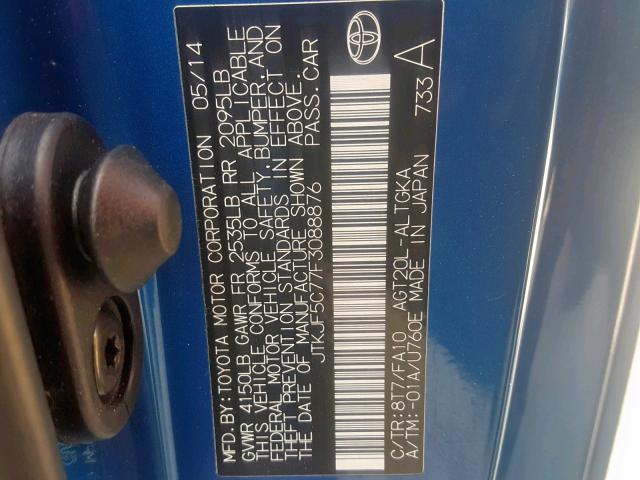 MFD.BY:TOYOTA MOTOR CORPORATION 05/14
GVWR 4150LB GAWR FR 2535LB RR 2095LB
THIS VEHICLE CONFORMS TO ALL APPLICABLE
FEDERAL MOTOR VEHICLE SAFETY, BUMPER, AND
THEFT PREVENTION STANDARDS IN EFFECT ON
THE DATE OF MANUFACTURE SHOWN ABOVE.
JTKJF5C77F3088876 PASS.CAR
C/TR:8T7/FA10 AGT20L-ALTGKA
A/TM:-01A/U760E MADE IN JAPAN 733 A